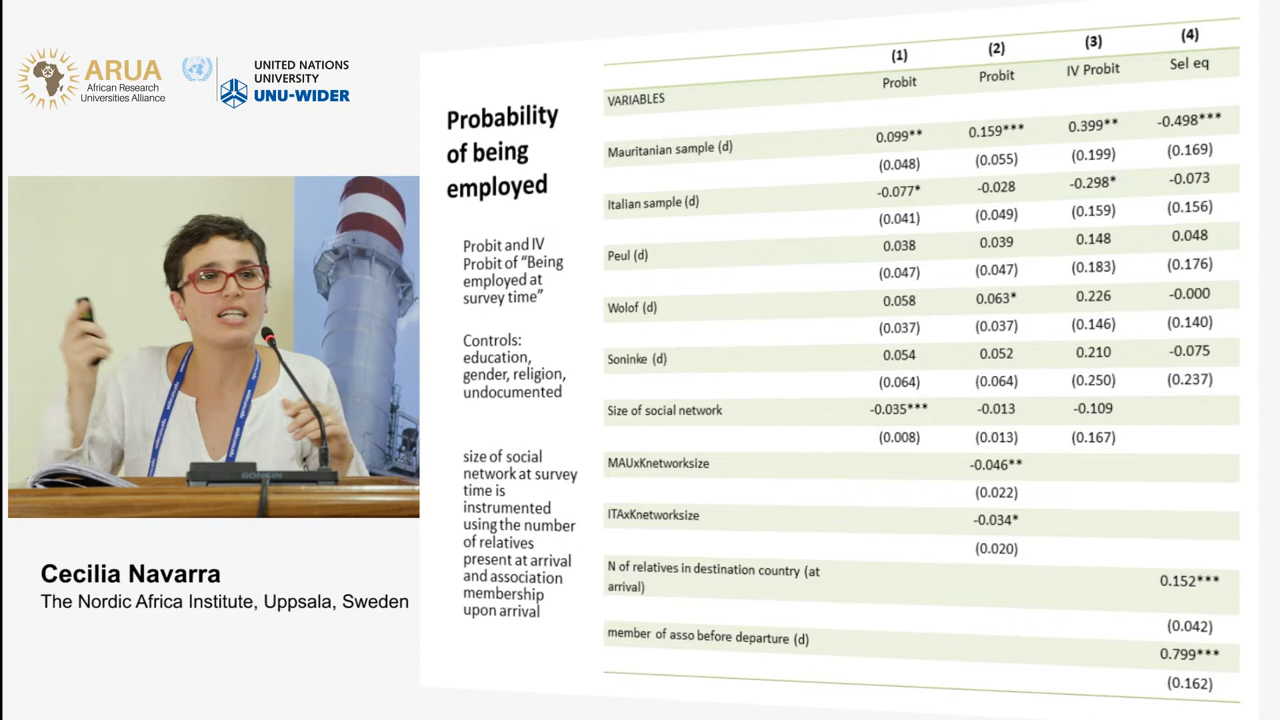 ARUA
African Research
Universities Alliance
UNITED NATIONS
UNIVERSITY
UNU-WIDER
Cecilia Navarra
The Nordic Africa Institute, Uppsala, Sweden
Probability
of being
employed
Probit and IV
Probit of “Being
employed at
survey time”
Controls:
education,
gender, religion,
undocumented
size of social
network at survey
time is
instrumented
using the number
of relatives
present at arrival
and association
membership
upon arrival
(1) (2) (3) (4)
VARIABLES Probit Probit IV Probit Sel eq
Mauritanian sample (d) 0.099** 0.159*** 0.399** -0.498***
(0.048) (0.055) (0.199) (0.169)
Italian sample (d) -0.077* -0.028 -0.298* -0.073
(0.041) (0.049) (0.159) (0.156)
Peul (d) 0.038 0.039 0.148 0.048
(0.047) (0.047) (0.183) (0.176)
Wolof (d) 0.058 0.063* 0.226 -0.000
(0.037) (0.037) (0.146) (0.140)
Soninke (d) 0.054 0.052 0.210 -0.075
(0.064) (0.064) (0.250) (0.237)
Size of social network -0.035*** -0.013 -0.109
(0.008) (0.013) (0.167)
MAUxKnetworksize -0.046**
(0.022)
ITAxKnetworksize -0.034*
(0.020)
N of relatives in destination country (at
arrival) 0.152***
(0.042)
member of asso before departure (d) 0.799***
(0.162)